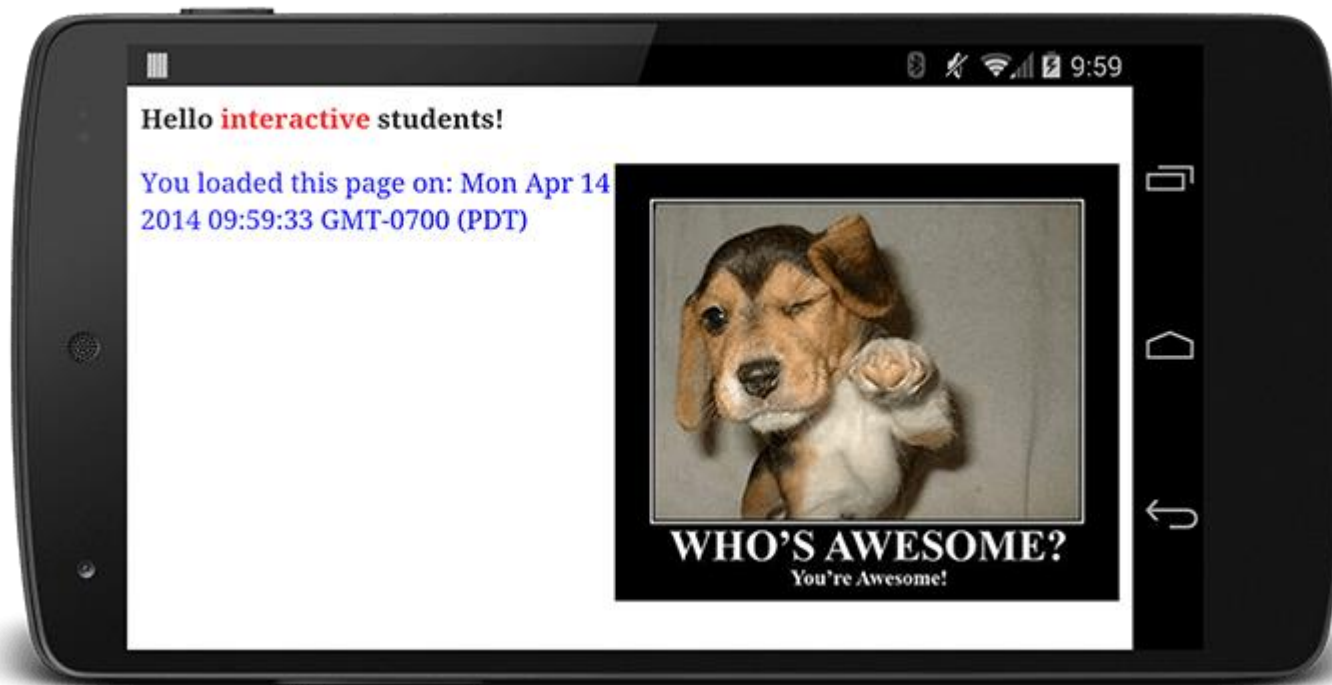 9:59
Hello interactive students!
You loaded this page on: Mon Apr 14
2014 09:59:33 GMT-0700 (PDT)
WHO'S AWESOME?
You're Awesome!